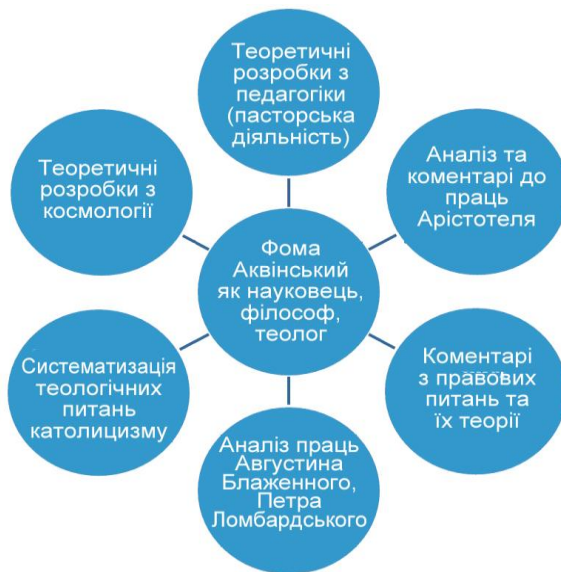 Теоретичні
розробки з
педагогіки
(пасторська
діяльність)
Аналіз та
коментарі до
праць
Арістотеля
Коментарі
з правових
питань та
їх теорії
Аналіз праць
Августина
Блаженного,
Петра
Ломбардського
Систематизація
теологічних
питань
католицизму
Теоретичні
розробки з
космології
Фома
Аквінський
як науковець,
філософ,
теолог